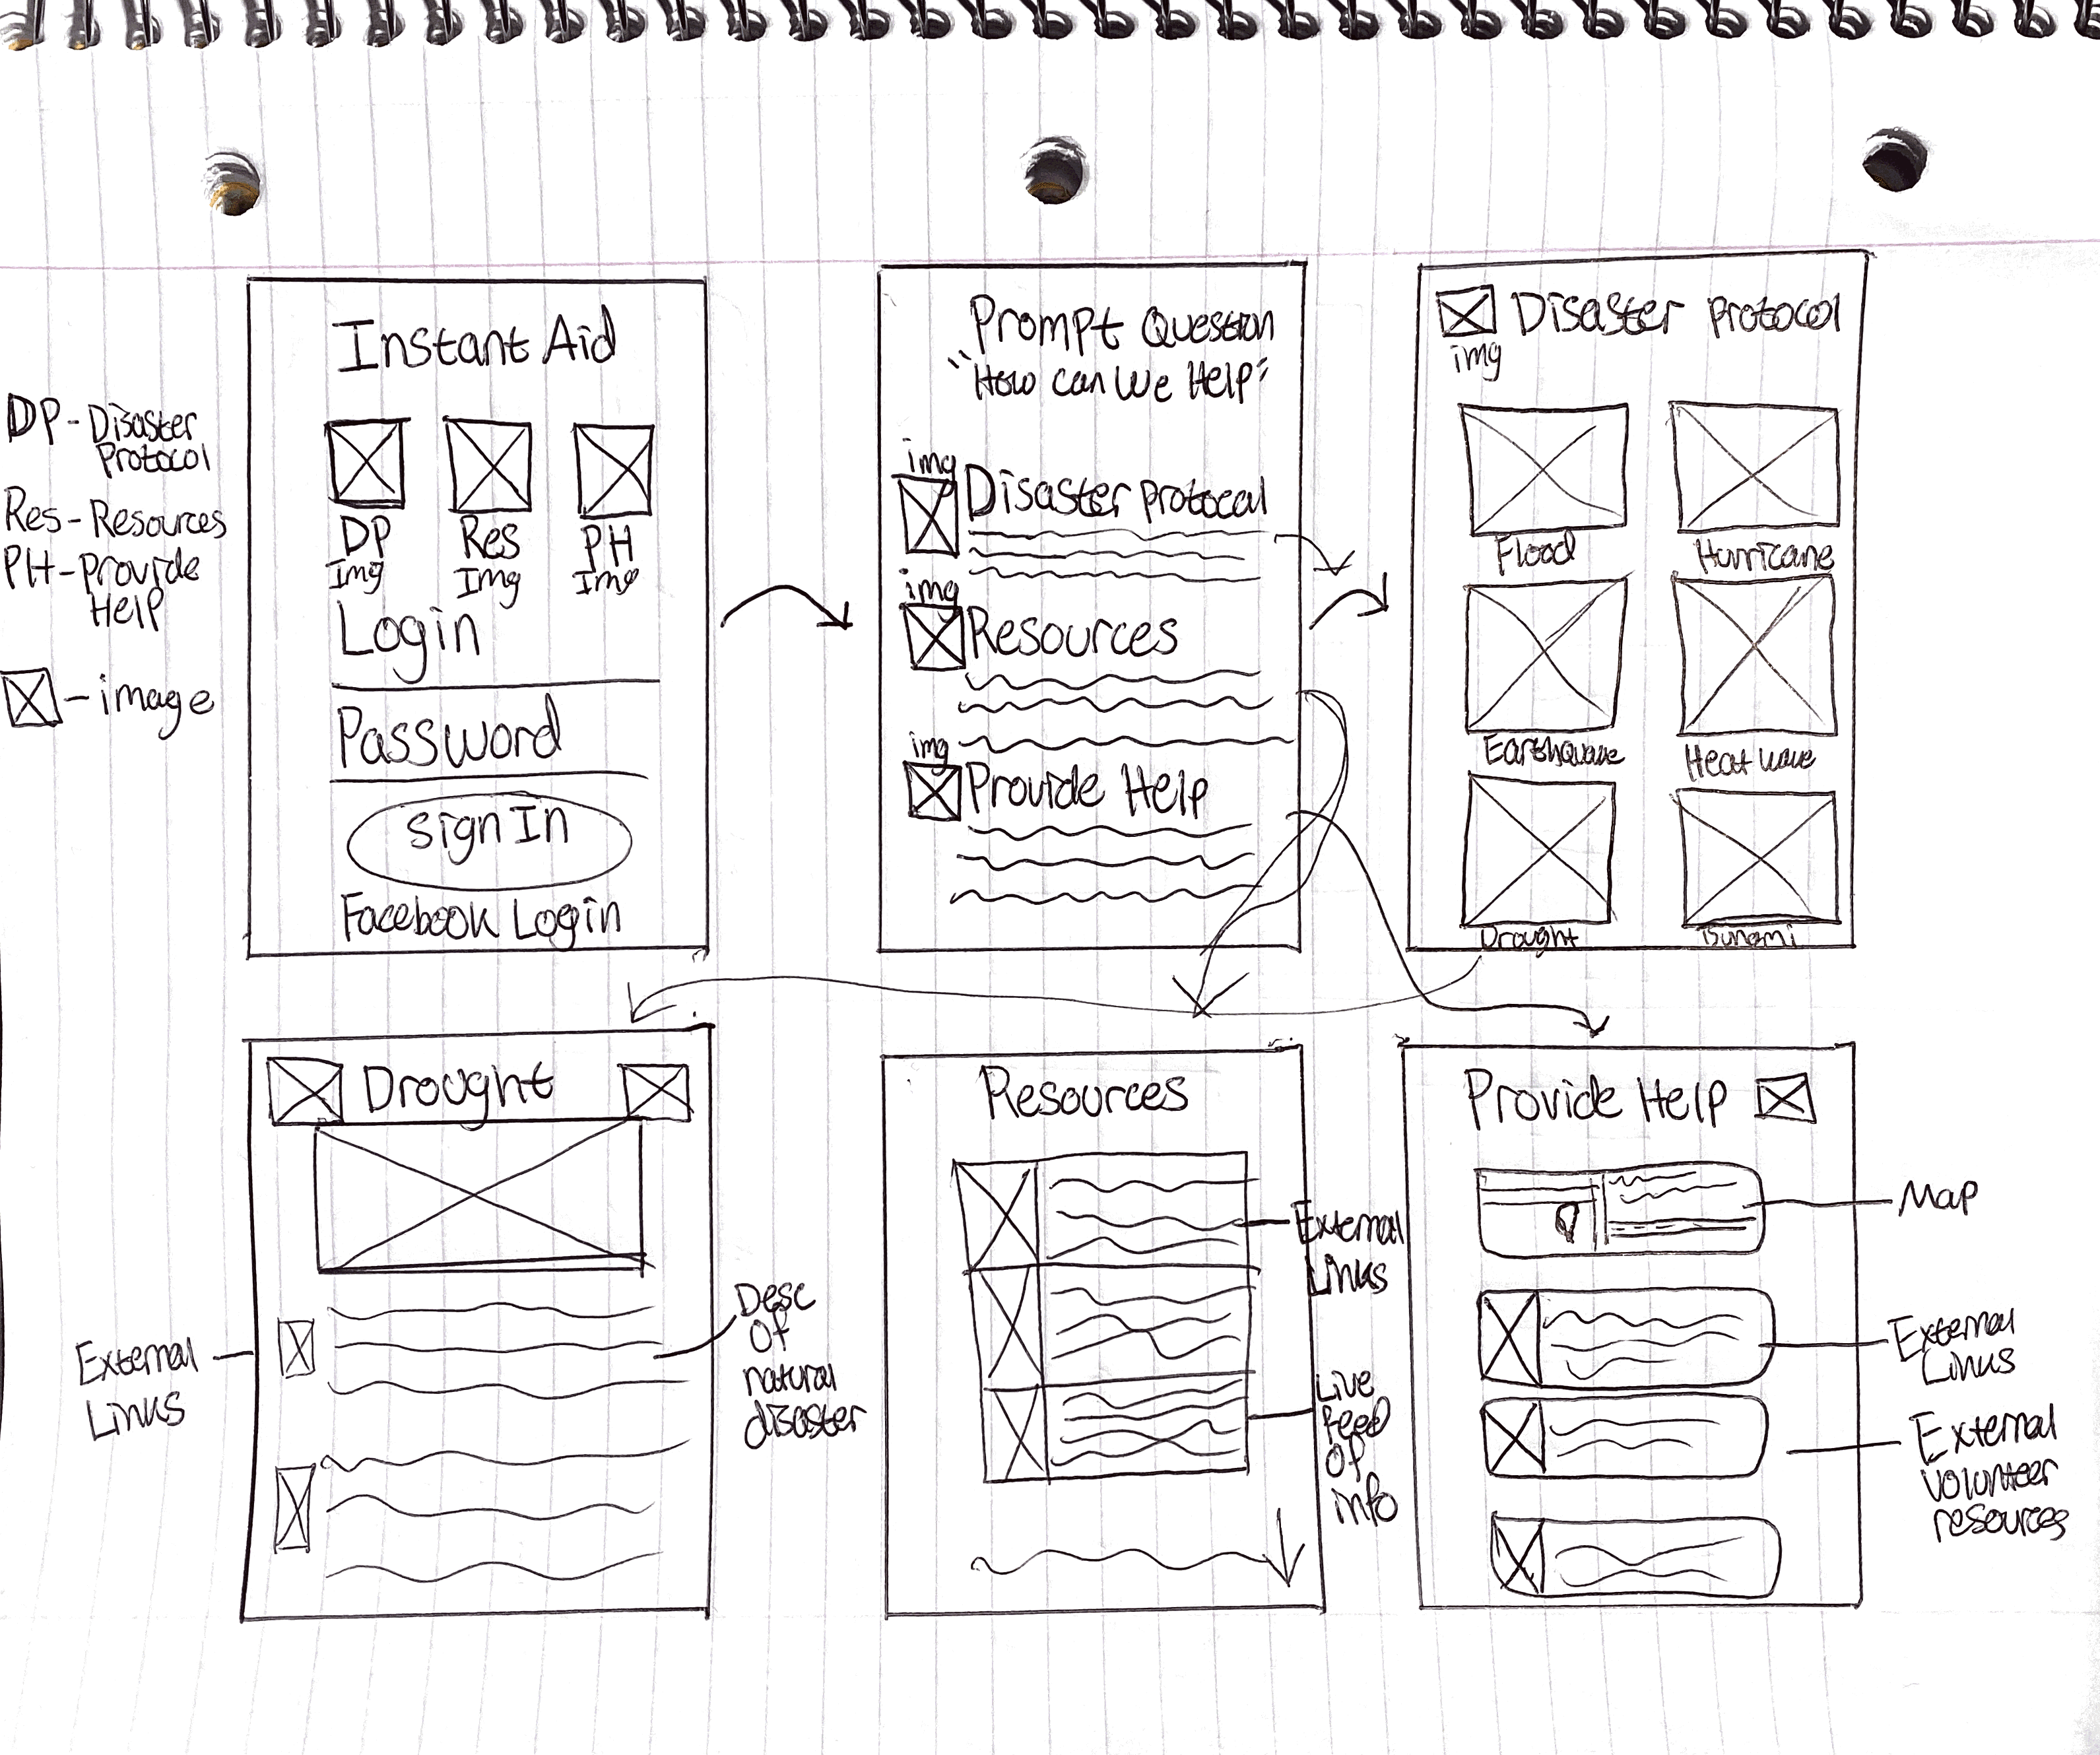 DP - Disaster
Protocol
Res - Resources
PH - Provide
Help
- image
Instant Aid
DP
Img
Res
Img
PH
Img
Login
Password
Sign In
Facebook Login
Prompt Question
"How can We Help"
img
Disaster protocal
img
Resources
img
Provide Help
Disaster protocol
img
Flood
Hurricane
Earthquake
Heat wave
Drought
Tsunami
Drought
External
Links
Desc
Of
natural
disaster
Resources
External
Links
Live
Feed
Of
info
Provide Help
Map
External
Links
External
Volunteer
resources